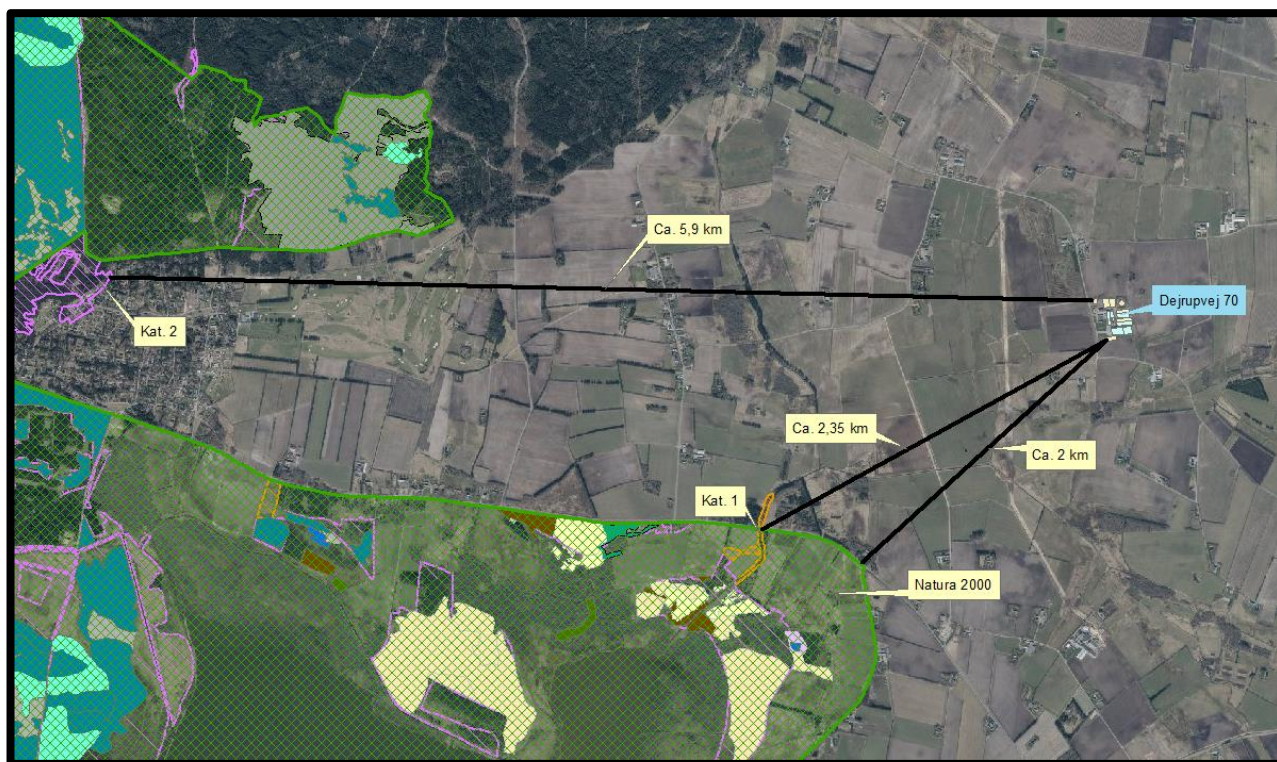 Ca. 5,9 km
Dejrupvej 70
Kat. 2
Ca. 2,35 km
Ca. 2 km
Kat. 1
Natura 2000